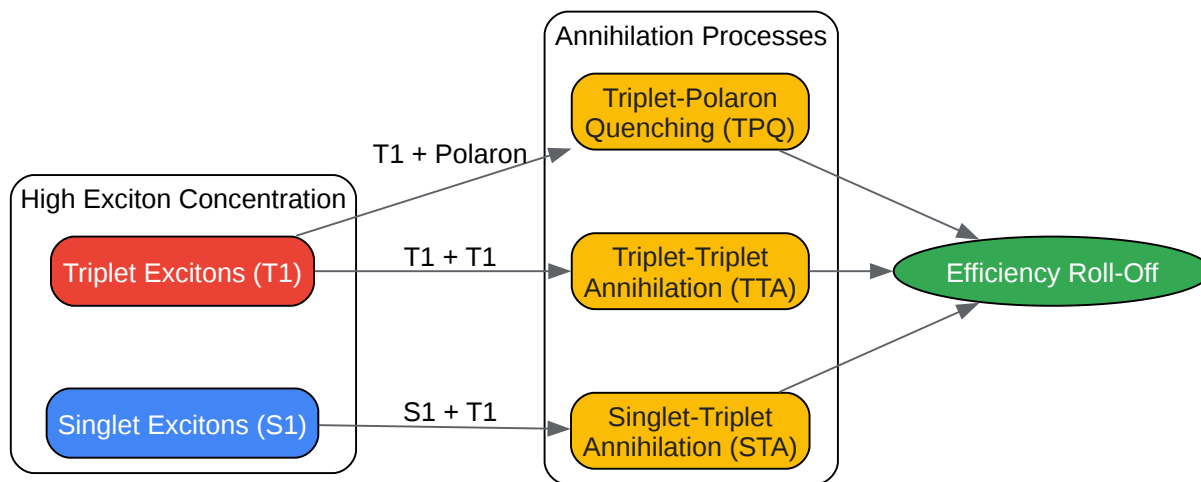 Annihilation Processes
Triplet-Polaron
Quenching (TPQ)
T1 + Polaron
High Exciton Concentration
Triplet Excitons (T1)
T1 + T1
Triplet-Triplet
Annihilation (TTA)
Efficiency Roll-Off
Singlet Excitons (S1)
S1 + T1
Singlet-Triplet
Annihilation (STA)